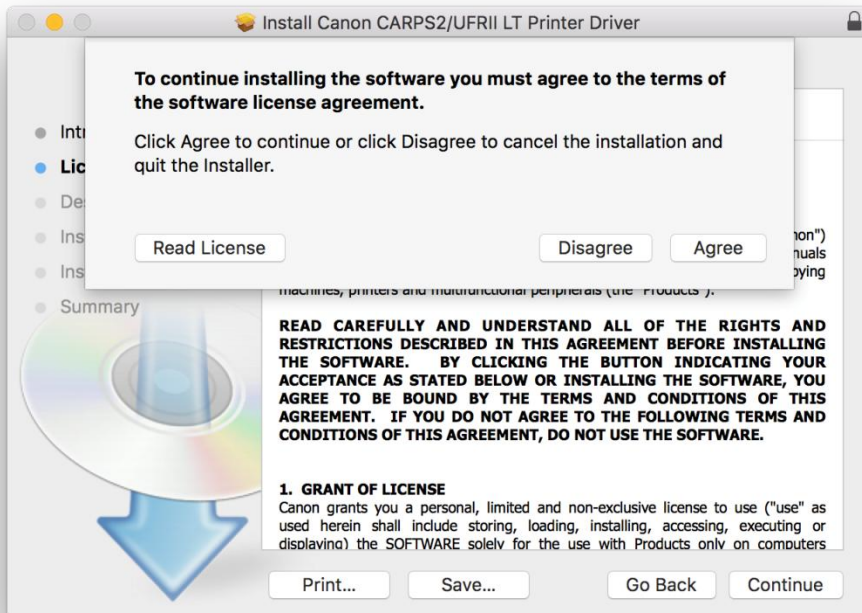 Install Canon CARPS2/UFRII LT Printer Driver
To continue installing the software you must agree to the terms of
the software license agreement.
Click Agree to continue or click Disagree to cancel the installation and
quit the Installer.
Read License
Disagree
Agree
Summary
machines, printers and multifunctional peripherals (the "Products").
READ CAREFULLY AND UNDERSTAND ALL OF THE RIGHTS AND
RESTRICTIONS DESCRIBED IN THIS AGREEMENT BEFORE INSTALLING
THE SOFTWARE. BY CLICKING THE BUTTON INDICATING YOUR
ACCEPTANCE AS STATED BELOW OR INSTALLING THE SOFTWARE, YOU
AGREE TO BE BOUND BY THE TERMS AND CONDITIONS OF THIS
AGREEMENT. IF YOU DO NOT AGREE TO THE FOLLOWING TERMS AND
CONDITIONS OF THIS AGREEMENT, DO NOT USE THE SOFTWARE.
1. GRANT OF LICENSE
Canon grants you a personal, limited and non-exclusive license to use ("use" as
used herein shall include storing, loading, installing, accessing, executing or
displaying) the SOFTWARE solely for the use with Products only on computers
Print...
Save...
Go Back
Continue